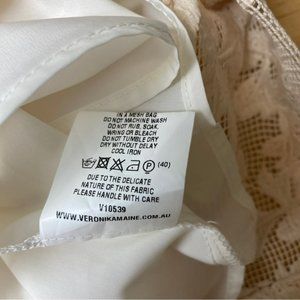 IN A MESH BAG
DO NOT MACHINE WASH
DO NOT RUB, SOAK,
WRING OR BLEACH
DO NOT TUMBLE DRY
DRY WITHOUT DELAY
COOL IRON
P (40)
DUE TO THE DELICATE
NATURE OF THIS FABRIC
PLEASE HANDLE WITH CARE
V10539
WWW.VERONIKAMAINE.COM.AU